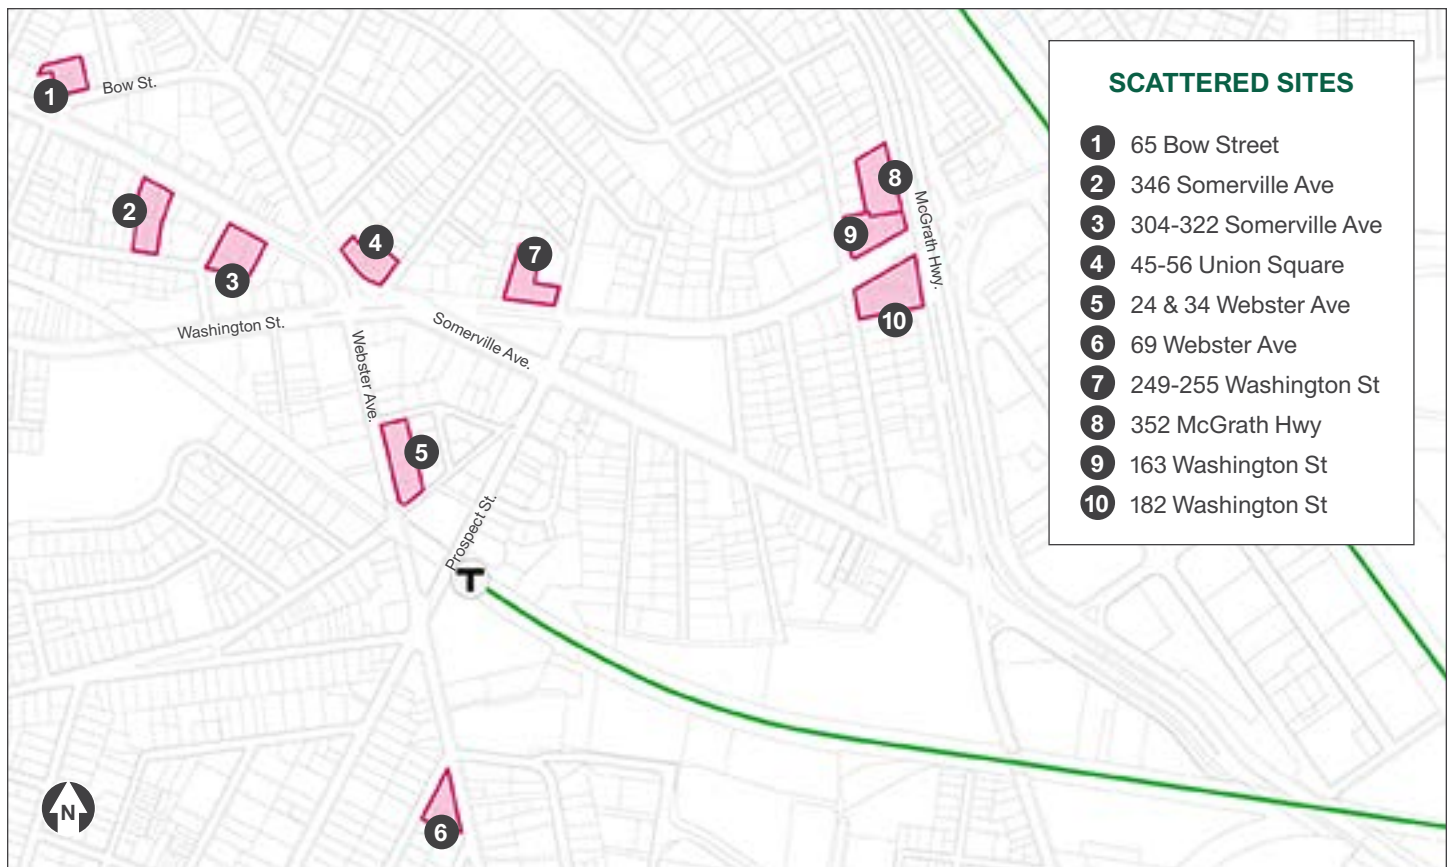 SCATTERED SITES
1 65 Bow Street
2 346 Somerville Ave
3 304-322 Somerville Ave
4 45-56 Union Square
5 24 & 34 Webster Ave
6 69 Webster Ave
7 249-255 Washington St
8 352 McGrath Hwy
9 163 Washington St
10 182 Washington St
1
Bow St.
2
3
4
7
8
9
McGrath Hwy.
10
Washington St.
Somerville Ave.
Webster Ave.
5
Prospect St.
T
6
N